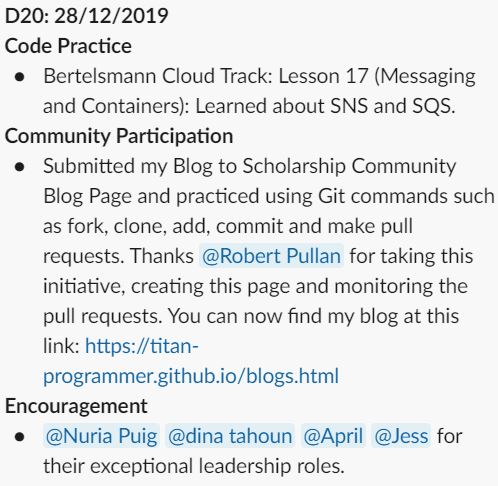 D20: 28/12/2019
Code Practice
● Bertelsmann Cloud Track: Lesson 17 (Messaging
and Containers): Learned about SNS and SQS.
Community Participation
● Submitted my Blog to Scholarship Community
Blog Page and practiced using Git commands such
as fork, clone, add, commit and make pull
requests. Thanks @Robert Pullan for taking this
initiative, creating this page and monitoring the
pull requests. You can now find my blog at this
link: https://titan-
programmer.github.io/blogs.html
Encouragement
● @Nuria Puig @dina tahoun @April @Jess for
their exceptional leadership roles.